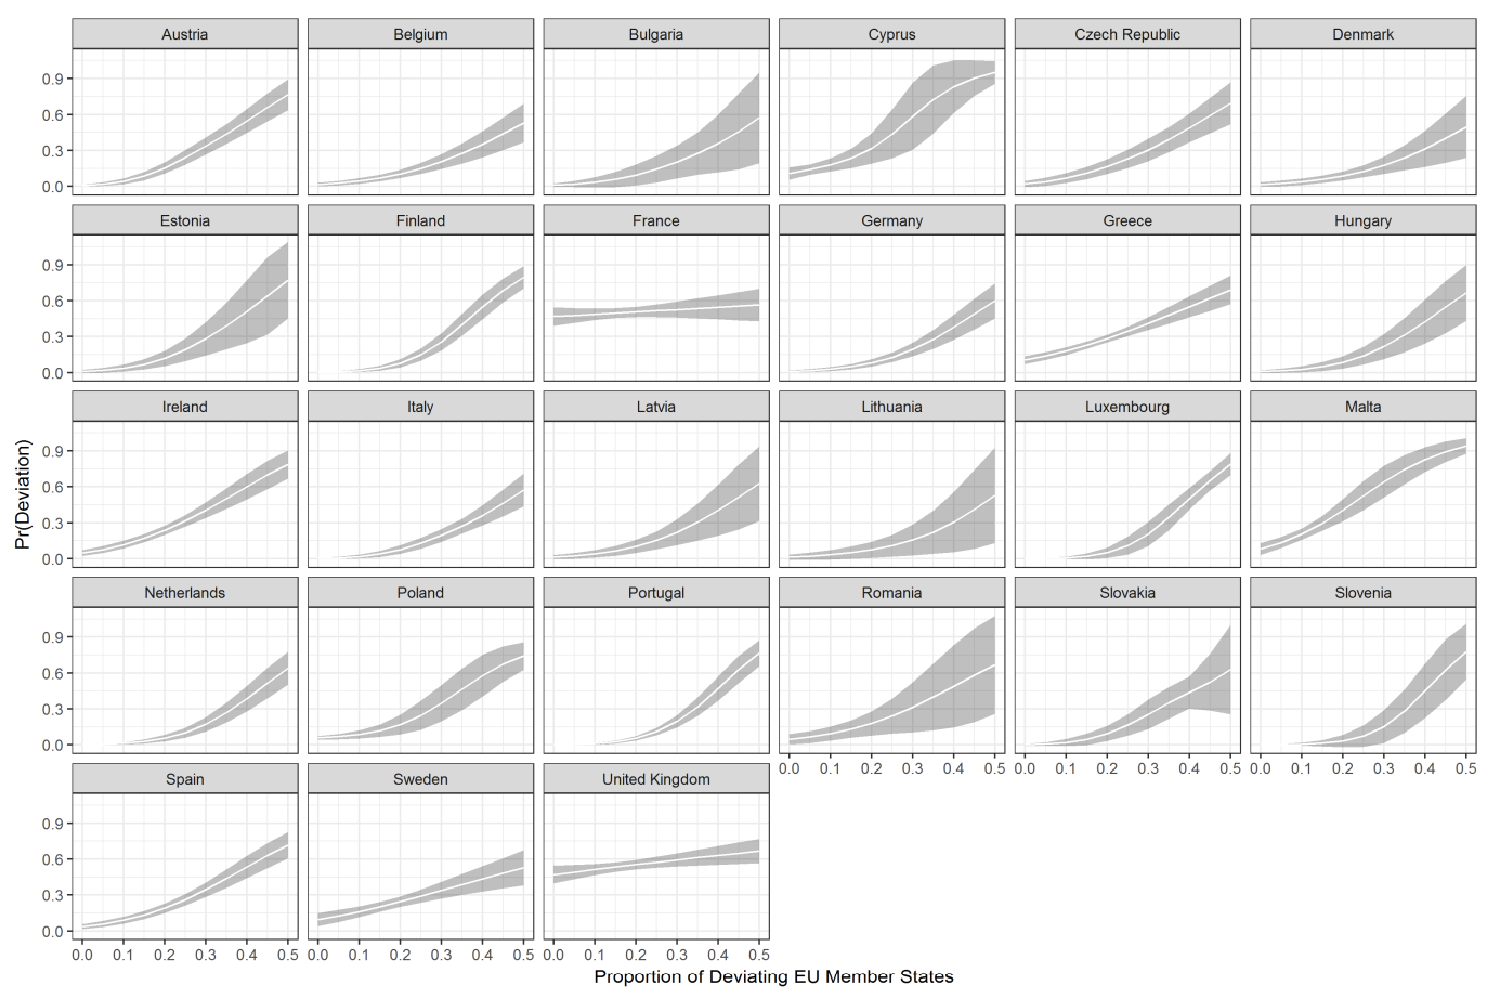 Austria Belgium Bulgaria Cyprus Czech Republic Denmark
0.9
0.6
0.3
0.0
Estonia Finland France Germany Greece Hungary
0.9
0.6
0.3
0.0
Ireland Italy Latvia Lithuania Luxembourg Malta
0.9
0.6
0.3
0.0
Netherlands Poland Portugal Romania Slovakia Slovenia
0.9
0.6
0.3
0.0
0.0 0.1 0.2 0.3 0.4 0.5 0.0 0.1 0.2 0.3 0.4 0.5 0.0 0.1 0.2 0.3 0.4 0.5
Spain Sweden United Kingdom
0.9
0.6
0.3
0.0
0.0 0.1 0.2 0.3 0.4 0.5 0.0 0.1 0.2 0.3 0.4 0.5 0.0 0.1 0.2 0.3 0.4 0.5
Pr(Deviation)
Proportion of Deviating EU Member States